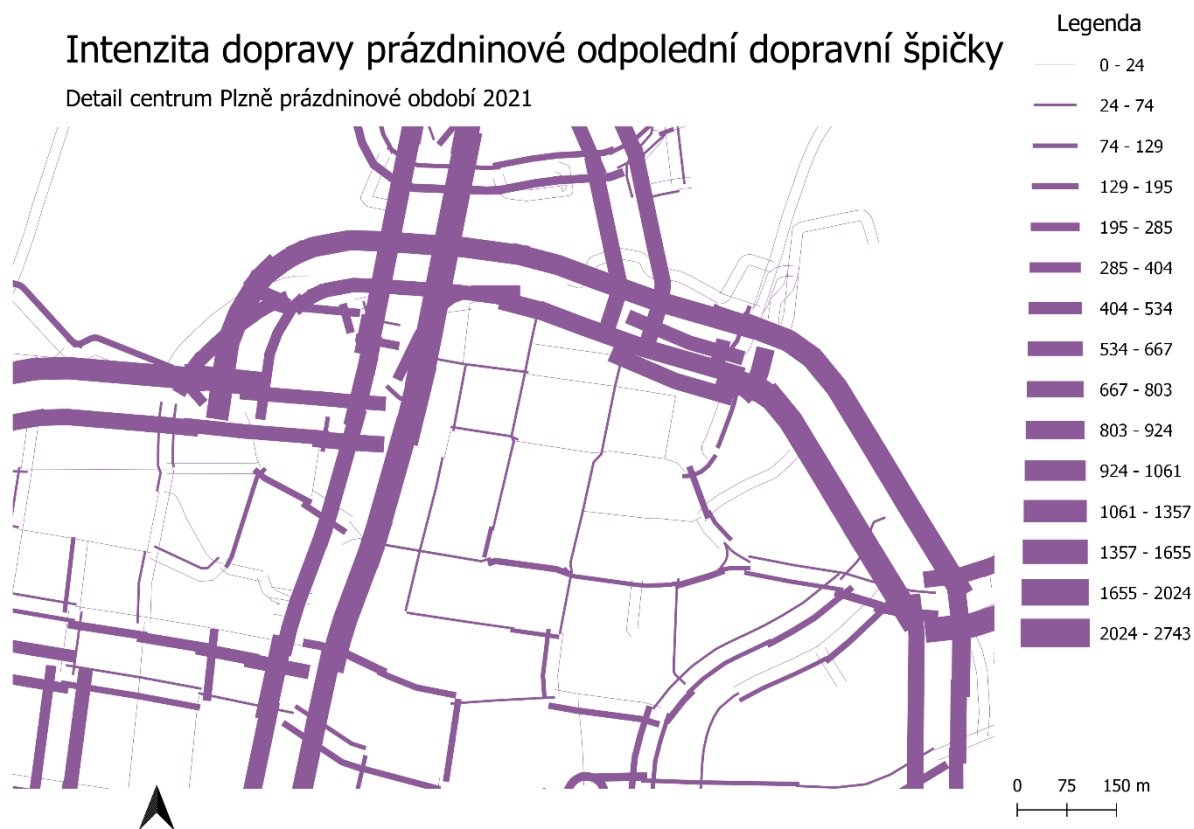 Intenzita dopravy prázdninové odpolední dopravní špičky
Detail centrum Plzně prázdninové období 2021
Legenda
0 - 24
24 - 74
74 - 129
129 - 195
195 - 285
285 - 404
404 - 534
534 - 667
667 - 803
803 - 924
924 - 1061
1061 - 1357
1357 - 1655
1655 - 2024
2024 - 2743
0 75 150 m